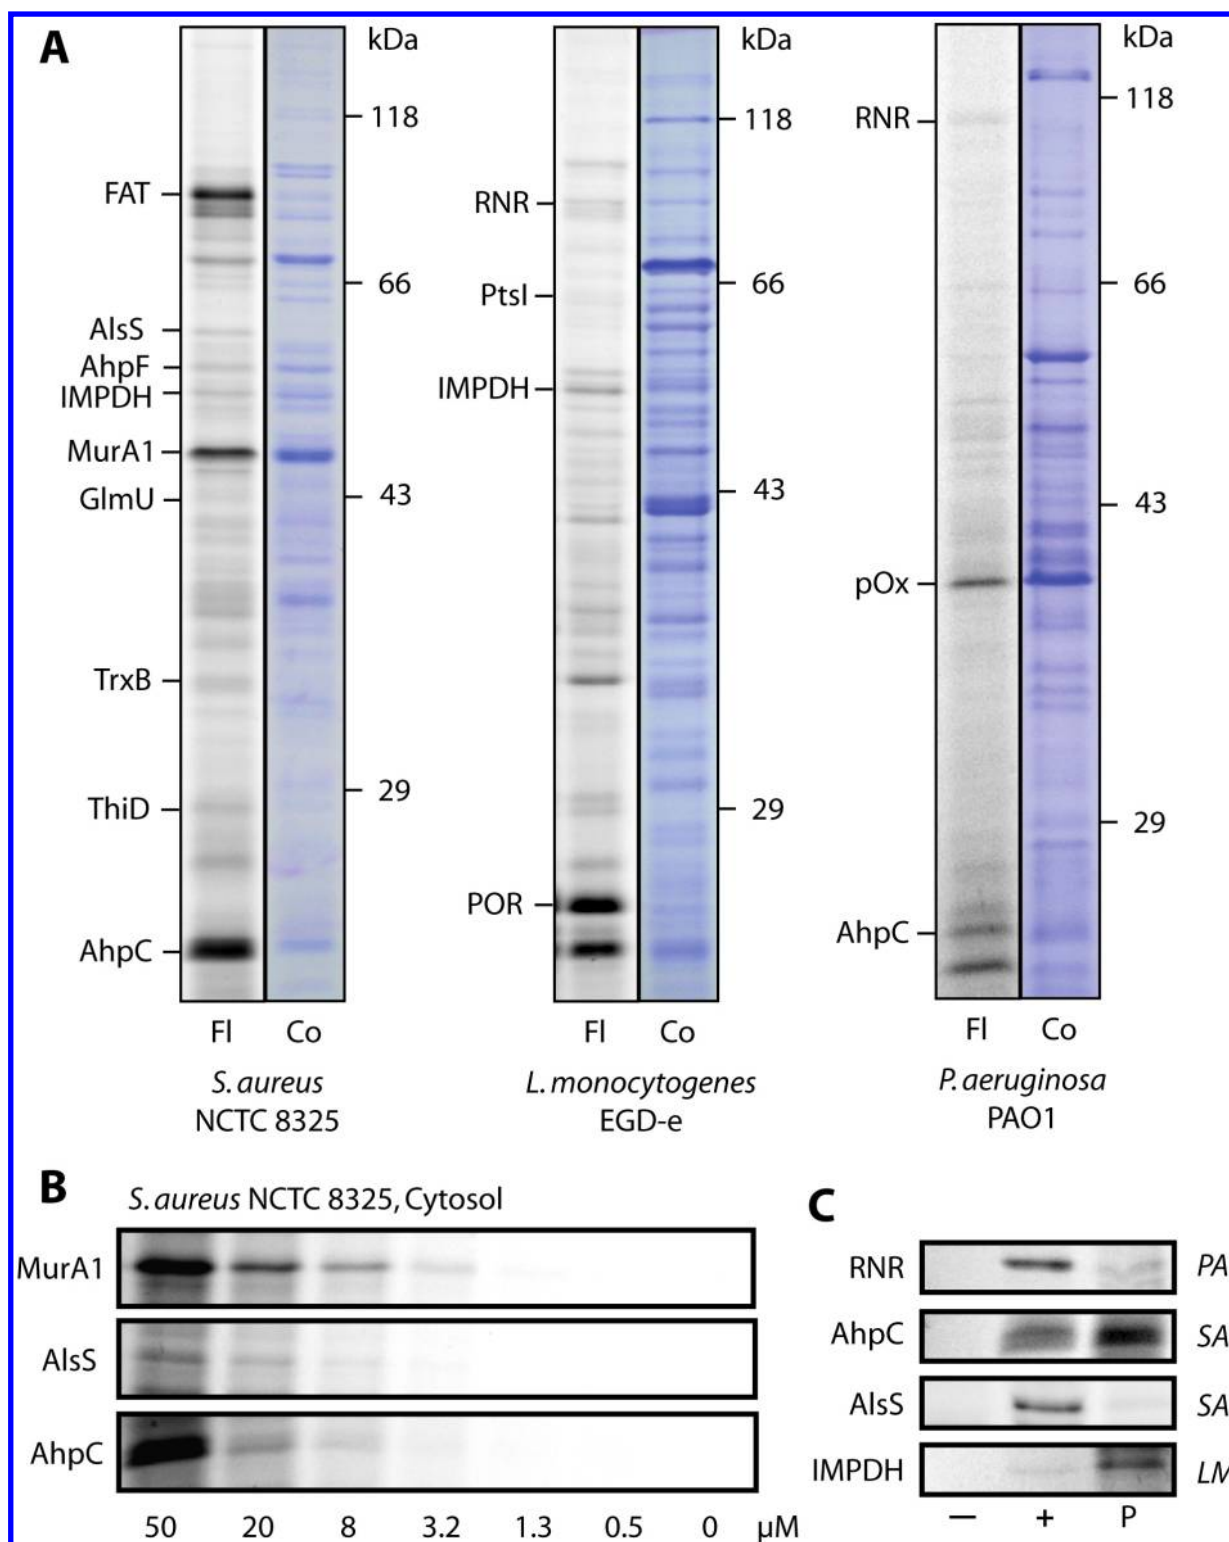 A
kDa
118
FAT
66
AlsS
AhpF
IMPDH
MurA1
43
GlmU
TrxB
29
ThiD
AhpC
Fl Co
S. aureus
NCTC 8325
kDa
118
RNR
66
PtsI
IMPDH
43
29
POR
Fl Co
L. monocytogenes
EGD-e
kDa
118
RNR
66
43
pOx
29
AhpC
Fl Co
P. aeruginosa
PAO1
B
S. aureus NCTC 8325, Cytosol
MurA1
AlsS
AhpC
50 20 8 3.2 1.3 0.5 0 µM
C
RNR PA
AhpC SA
AlsS SA
IMPDH LM
– + P